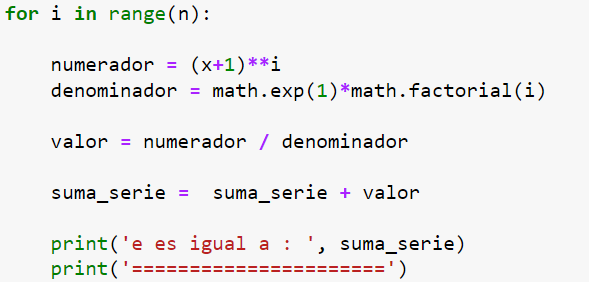 for i in range(n):
numerador = (x+1)**i
denominador = math.exp(1)*math.factorial(i)
valor = numerador / denominador
suma_serie =  suma_serie + valor
print('e es igual a : ', suma_serie)
print('======================')